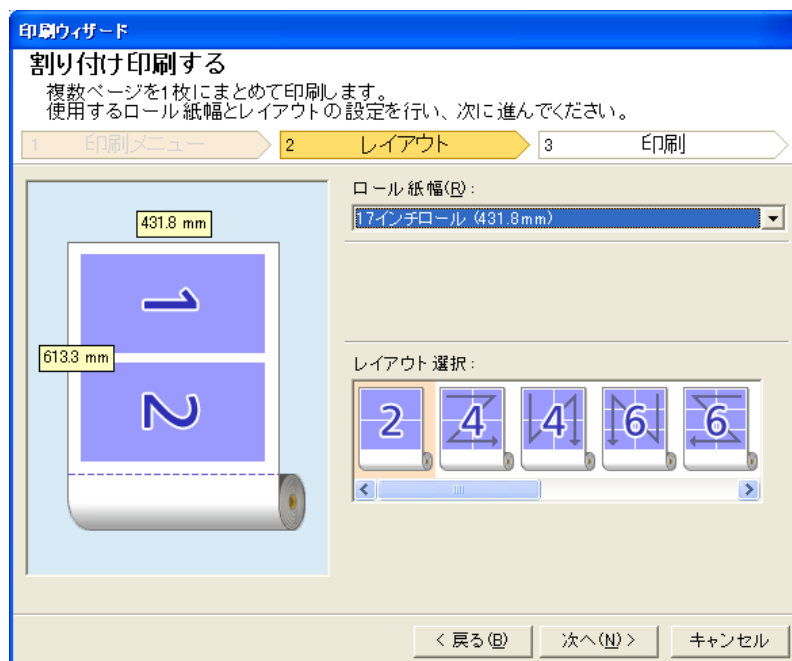 印刷ウィザード
割り付け印刷する
複数ページを1枚にまとめて印刷します。
使用するロール紙幅とレイアウトの設定を行い、次に進んでください。
1 印刷メニュー 2 レイアウト 3 印刷
ロール紙幅(R):
17インチロール (431.8mm)
431.8 mm
1
613.3 mm
2
レイアウト選択:
2 4 4 6 6
< 戻る(B) 次へ(N) > キャンセル